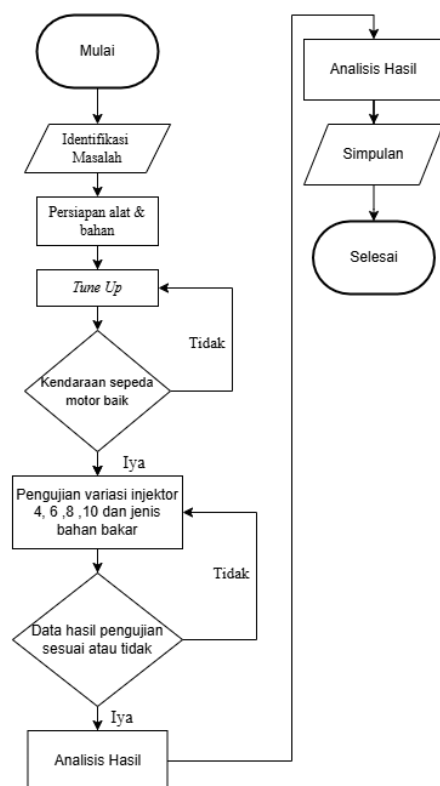 Mulai
Identifikasi
Masalah
Persiapan alat &
bahan
Tune Up
Tidak
Kendaraan sepeda
motor baik
Iya
Pengujian variasi injektor
4, 6 ,8 ,10 dan jenis
bahan bakar
Tidak
Data hasil pengujian
sesuai atau tidak
Iya
Analisis Hasil
Analisis Hasil
Simpulan
Selesai